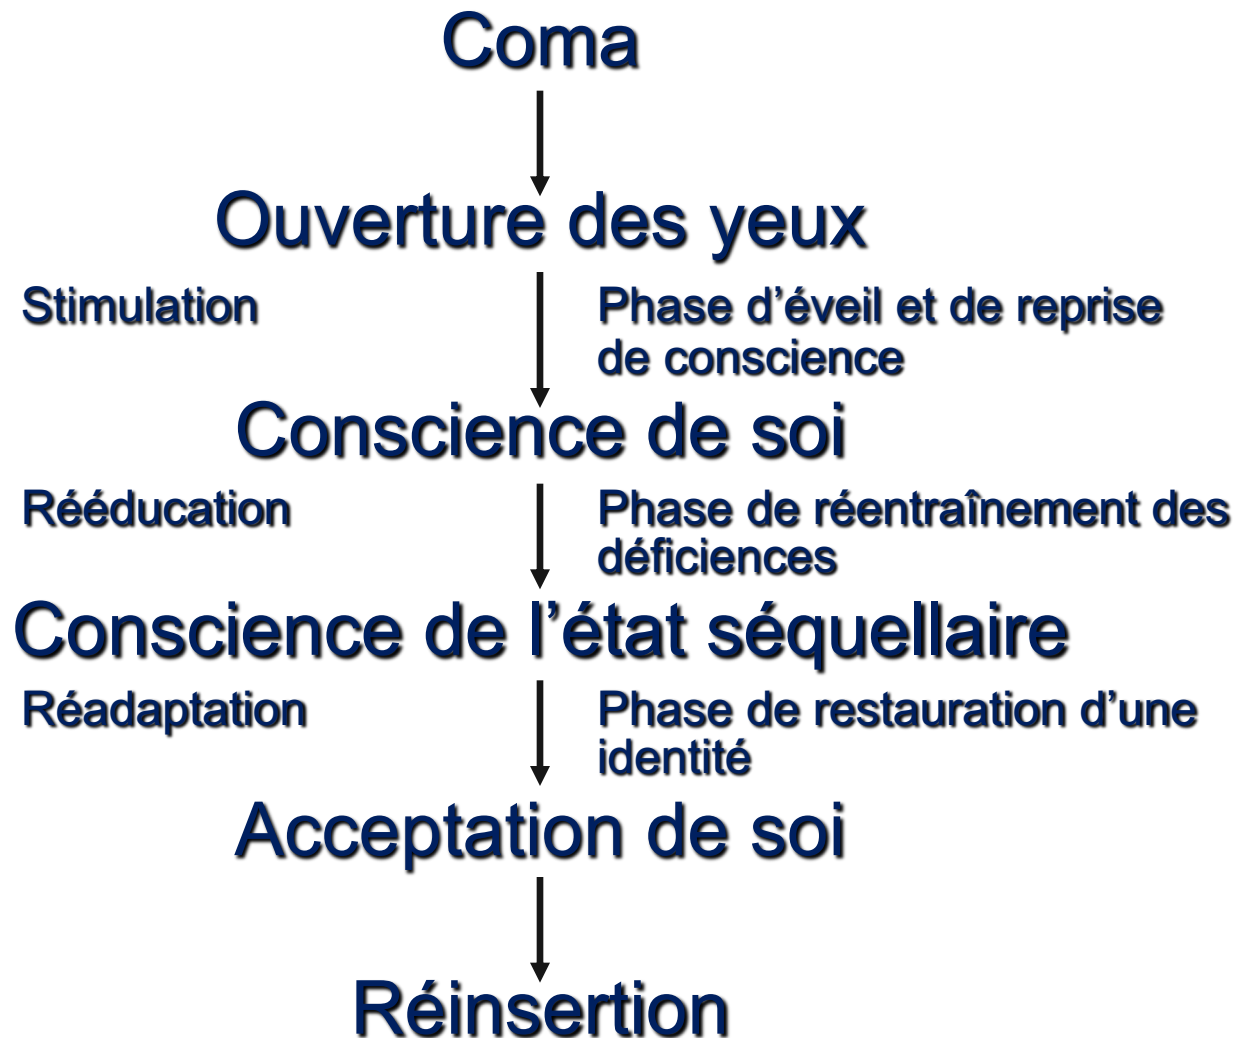 Coma
Ouverture des yeux
Stimulation
Phase d’éveil et de reprise
de conscience
Conscience de soi
Rééducation
Phase de réentraînement des
déficiences
Conscience de l’état séquellaire
Réadaptation
Phase de restauration d’une
identité
Acceptation de soi
Réinsertion